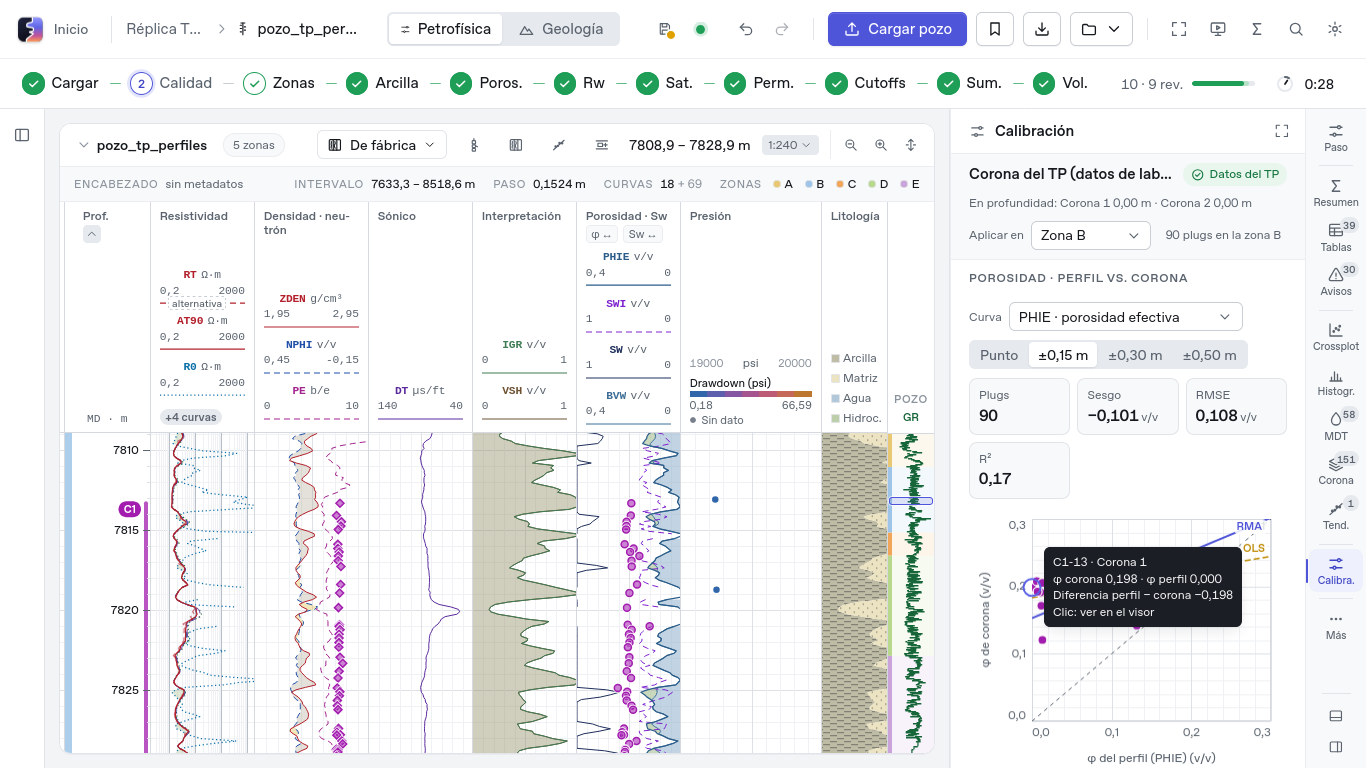 Inicio
Réplica T...
pozo_tp_per...
Petrofísica
Geología
Cargar pozo
Cargar
2
Calidad
Zonas
Arcilla
Poros.
Rw
Sat.
Perm.
Cutoffs
Sum.
Vol.
10 · 9 rev.
0:28
pozo_tp_perfiles
5 zonas
De fábrica
7808,9 – 7828,9 m
1:240
ENCABEZADO sin metadatos
INTERVALO 7633,3 – 8518,6 m
PASO 0,1524 m
CURVAS 18 + 69
ZONAS A B C D E
Prof.
MD · m
Resistividad
RT Ω·m
0,2 2000
alternativa
AT90 Ω·m
0,2 2000
R0 Ω·m
0,2 2000
+4 curvas
Densidad · neu-
trón
ZDEN g/cm³
1,95 2,95
NPHI v/v
0,45 -0,15
PE b/e
0 10
Sónico
DT µs/ft
140 40
Interpretación
IGR v/v
0 1
VSH v/v
0 1
Porosidad · Sw
φ ↔ Sw ↔
PHIE v/v
0,4 0
SWI v/v
1 0
SW v/v
1 0
BVW v/v
0,4 0
Presión
19000 psi 20000
Drawdown (psi)
0,18 66,59
Sin dato
Litología
Arcilla
Matriz
Agua
Hidroc.
POZO
GR
7810
C1
7815
7820
7825
Calibración
Corona del TP (datos de lab...
Datos del TP
En profundidad: Corona 1 0,00 m · Corona 2 0,00 m
Aplicar en
Zona B
90 plugs en la zona B
POROSIDAD · PERFIL VS. CORONA
Curva
PHIE · porosidad efectiva
Punto
±0,15 m
±0,30 m
±0,50 m
Plugs
90
Sesgo
−0,101 v/v
RMSE
0,108 v/v
R²
0,17
0,3
RMA
OLS
C1-13 · Corona 1
φ corona 0,198 · φ perfil 0,000
Diferencia perfil − corona −0,198
Clic: ver en el visor
0,2
0,1
0,0
φ de corona (v/v)
0,0 0,1 0,2 0,3
φ del perfil (PHIE) (v/v)
Paso
Resumen
39
Tablas
30
Avisos
Crossplot
Histogr.
58
MDT
151
Corona
1
Tend.
Calibra.
Más